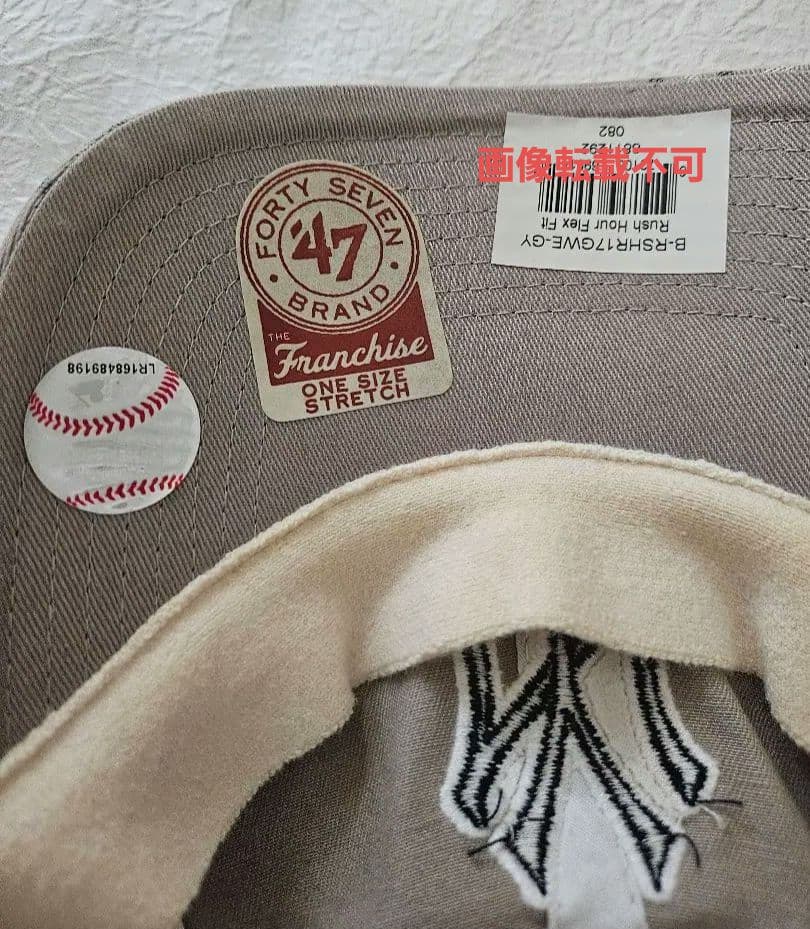 画像転載不可
FORTY SEVEN
'47
BRAND
THE
Franchise
ONE SIZE
STRETCH
B-RSHR17GWE-GY
Rush Hour Flex Fit
082
LR168489198